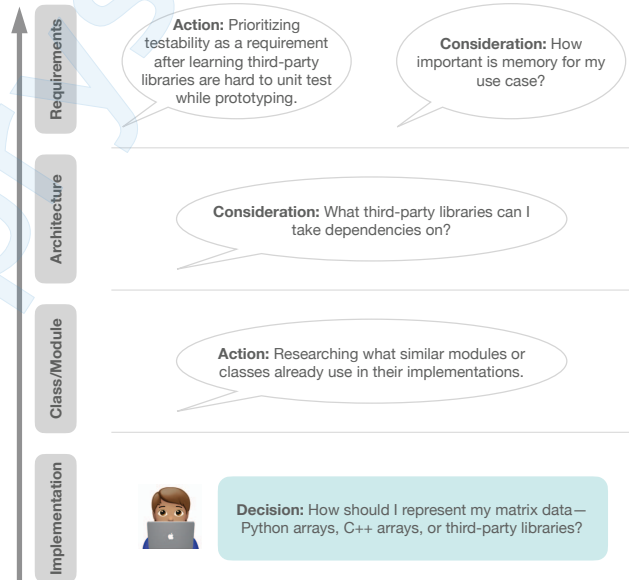 Requirements
Action: Prioritizing
testability as a requirement
after learning third-party
libraries are hard to unit test
while prototyping.
Consideration: How
important is memory for my
use case?
Architecture
Consideration: What third-party libraries can I
take dependencies on?
Class/Module
Action: Researching what similar modules or
classes already use in their implementations.
Implementation
Decision: How should I represent my matrix data—
Python arrays, C++ arrays, or third-party libraries?